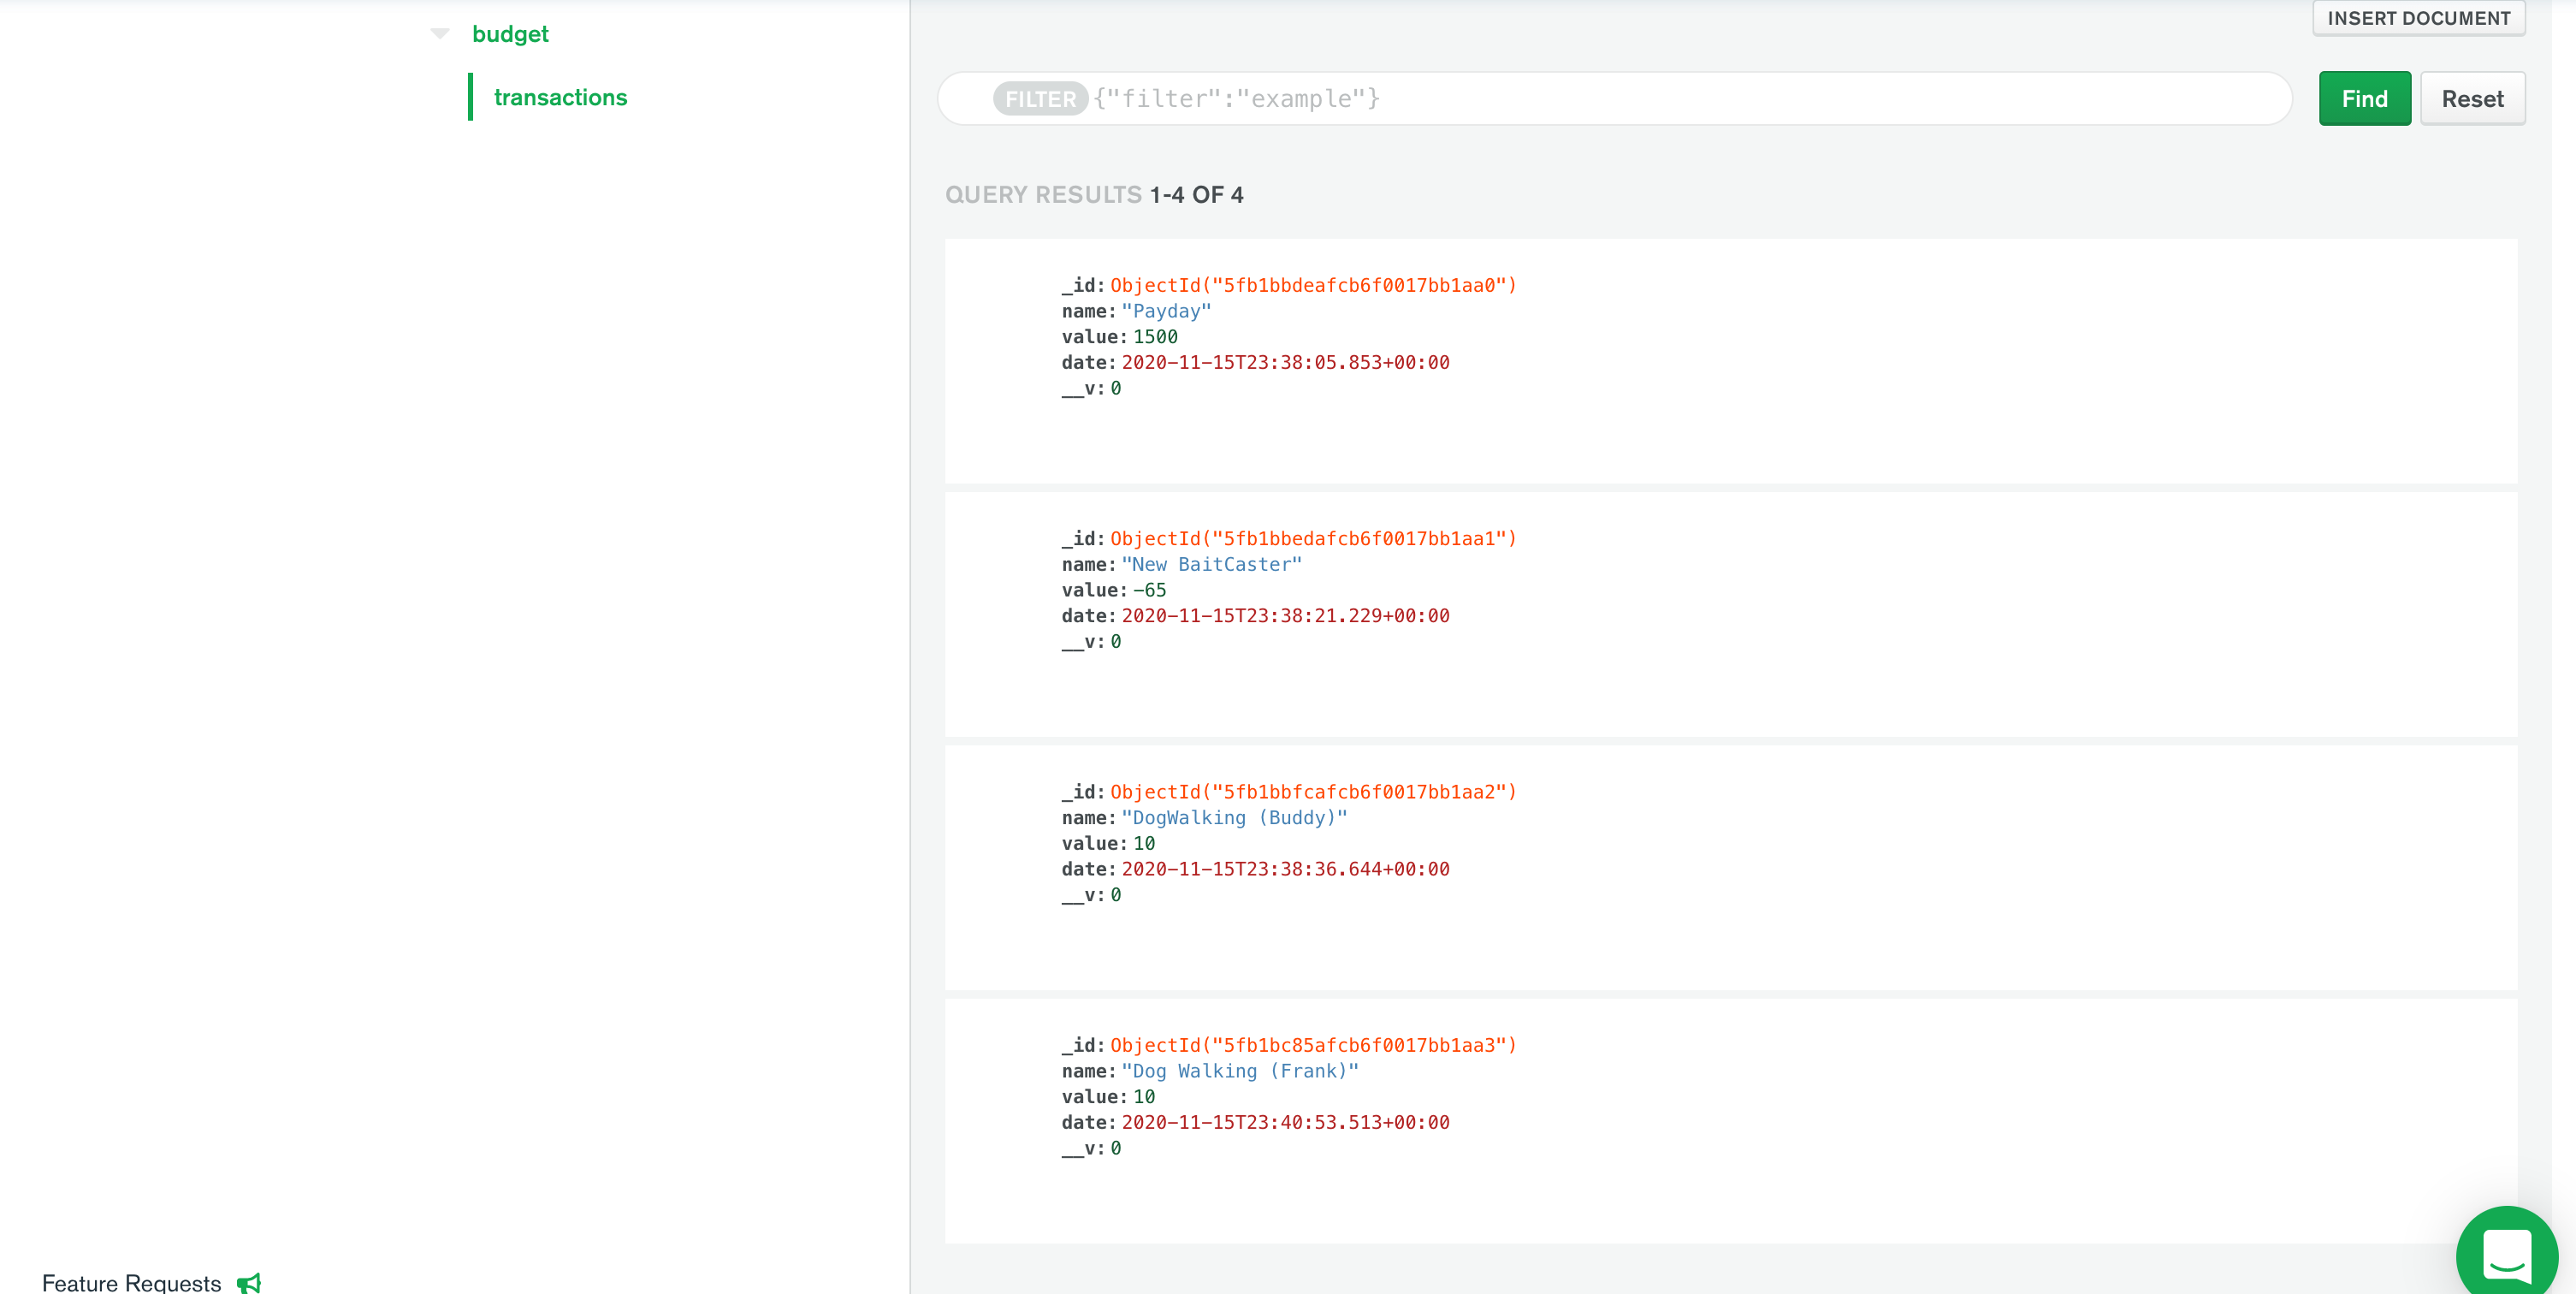 budget
transactions
INSERT DOCUMENT
FILTER {"filter":"example"}
Find
Reset
QUERY RESULTS 1-4 OF 4
_id: ObjectId("5fb1bbdeafcb6f0017bb1aa0")
name: "Payday"
value: 1500
date: 2020-11-15T23:38:05.853+00:00
__v: 0
_id: ObjectId("5fb1bbedafcb6f0017bb1aa1")
name: "New BaitCaster"
value: -65
date: 2020-11-15T23:38:21.229+00:00
__v: 0
_id: ObjectId("5fb1bbfcafcb6f0017bb1aa2")
name: "DogWalking (Buddy)"
value: 10
date: 2020-11-15T23:38:36.644+00:00
__v: 0
_id: ObjectId("5fb1bc85afcb6f0017bb1aa3")
name: "Dog Walking (Frank)"
value: 10
date: 2020-11-15T23:40:53.513+00:00
__v: 0
Feature Requests